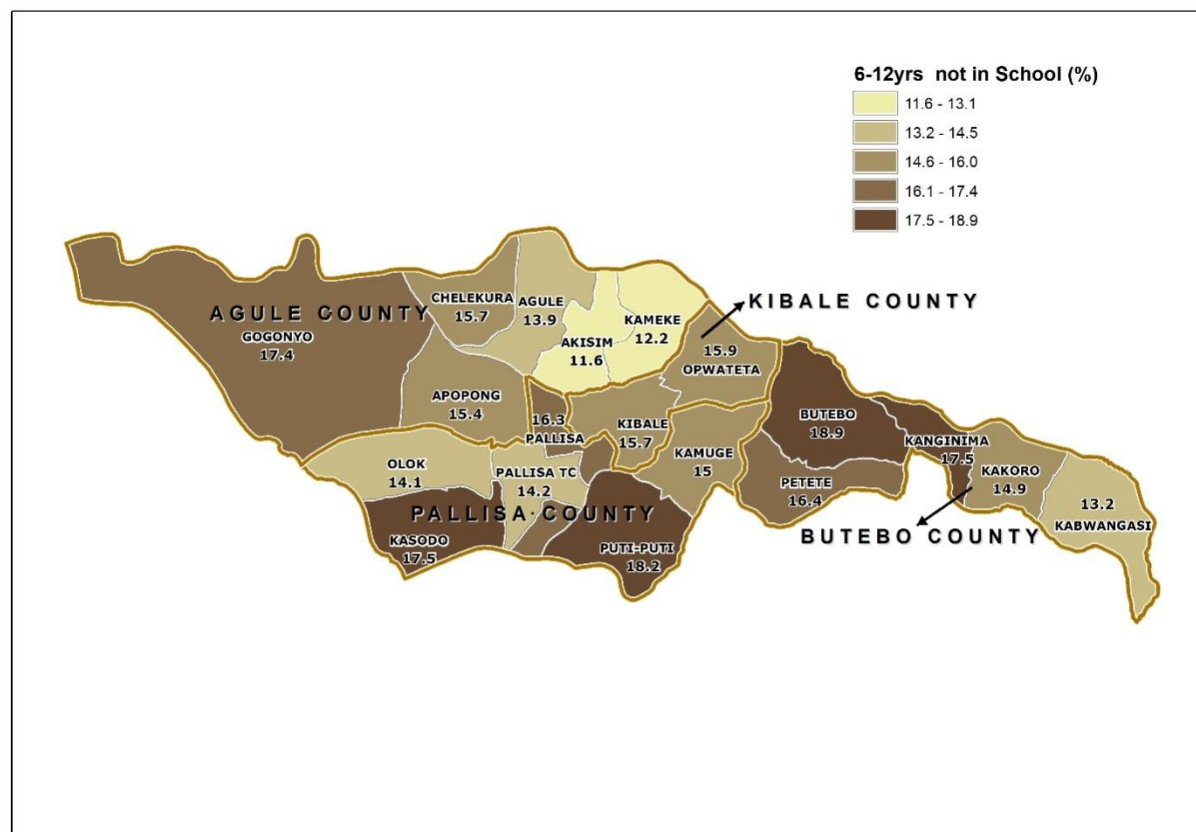 6-12yrs not in School (%)
11.6 - 13.1
13.2 - 14.5
14.6 - 16.0
16.1 - 17.4
17.5 - 18.9
KIBALE COUNTY
AGULE COUNTY
GOGONYO
17.4
CHELEKURA
15.7
AGULE
13.9
AKISIM
11.6
KAMEKE
12.2
15.9
OPWATETA
APOPONG
15.4
16.3
PALLISA
KIBALE
15.7
KAMUGE
15
BUTEBO
18.9
KANGINIMA
17.5
KAKORO
14.9
PETETE
16.4
13.2
KABWANGASI
BUTEBO COUNTY
OLOK
14.1
PALLISA TC
14.2
PALLISA COUNTY
KASODO
17.5
PUTI-PUTI
18.2